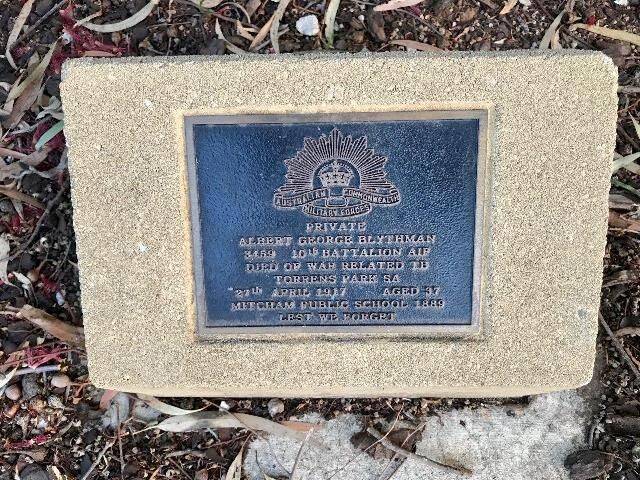 AUSTRALIAN COMMONWEALTH
MILITARY FORCES
PRIVATE
ALBERT GEORGE BLYTHMAN
3459 10th BATTALION AIF
DIED OF WAR RELATED TB
TORRENS PARK SA
27th APRIL 1917 AGED 37
MITCHAM PUBLIC SCHOOL 1889
LEST WE FORGET